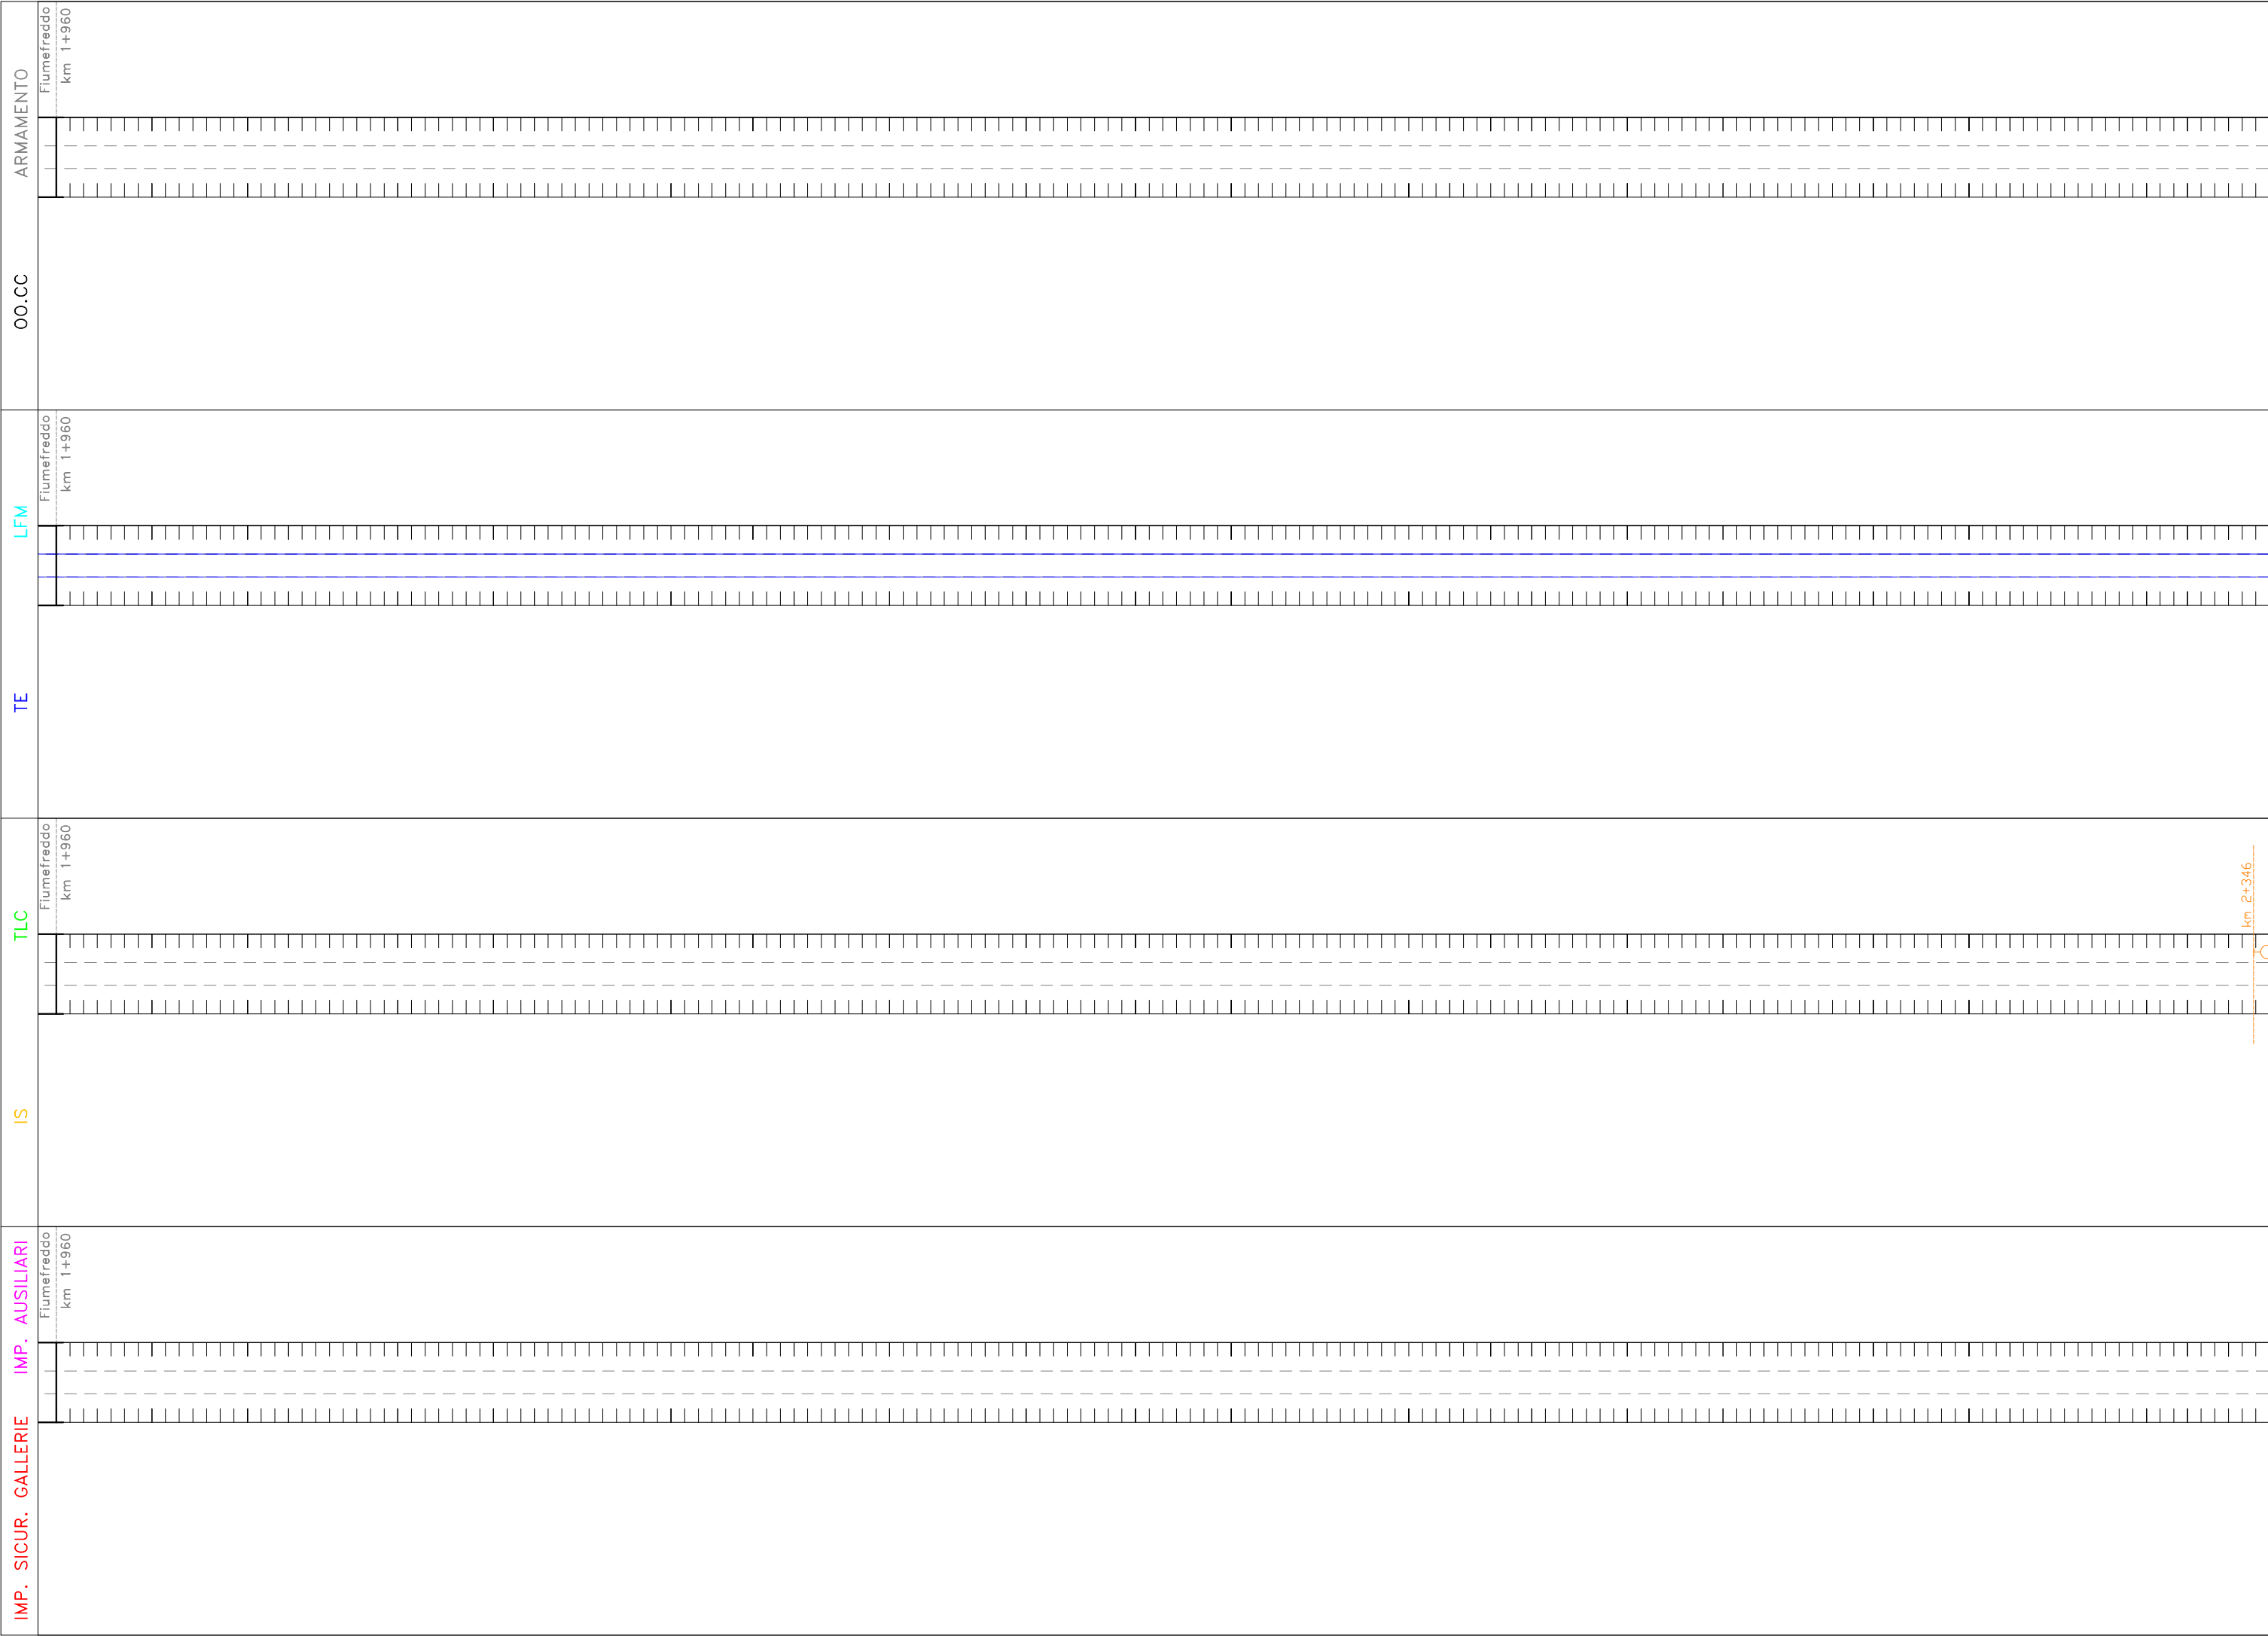 ARMAMENTO
Fiumefreddo
km 1+960
OO.CC
LFM
Fiumefreddo
km 1+960
TE
TLC
Fiumefreddo
km 1+960
km 2+346
IS
IMP. AUSILIARI
Fiumefreddo
km 1+960
IMP. SICUR. GALLERIE